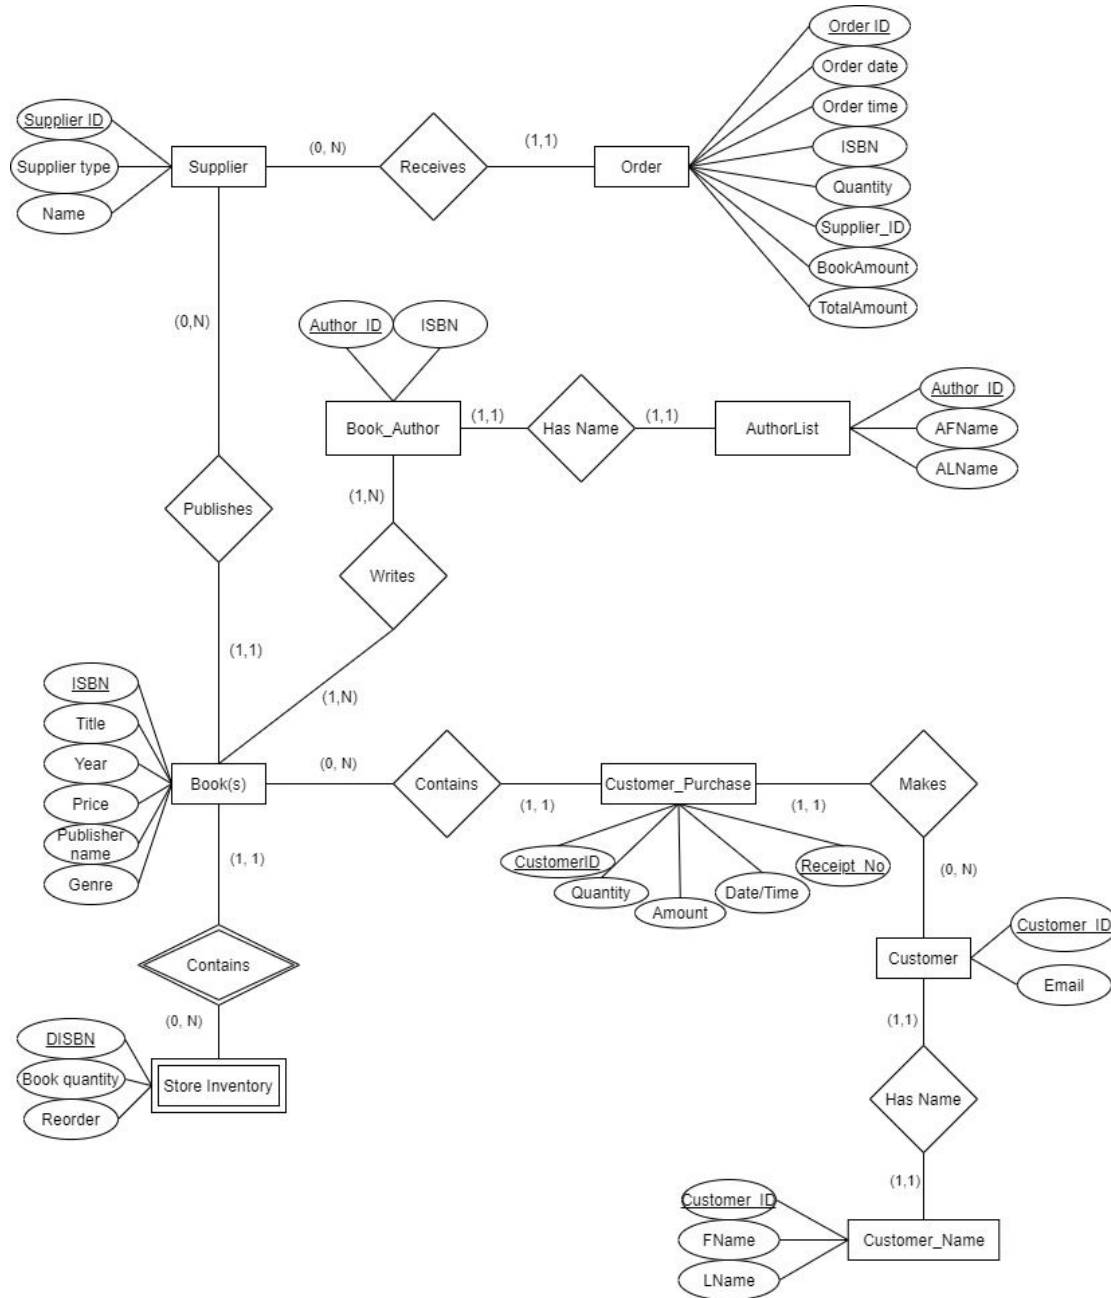 Order ID
Order date
Order time
ISBN
Quantity
Supplier_ID
BookAmount
TotalAmount
Supplier ID
Supplier type
Name
Supplier
(0, N)
Receives
(1,1)
Order
(0,N)
Author_ID
ISBN
Book_Author
(1,1)
Has Name
(1,1)
AuthorList
Author_ID
AFName
ALName
Publishes
(1,N)
Writes
(1,1)
(1,N)
ISBN
Title
Year
Price
Publisher
name
Genre
Book(s)
(0, N)
Contains
(1, 1)
Customer_Purchase
(1, 1)
Makes
CustomerID
Quantity
Amount
Date/Time
Receipt_No
(1, 1)
(0, N)
Contains
Customer
Customer_ID
Email
(0, N)
(1,1)
DISBN
Book quantity
Reorder
Store Inventory
Has Name
(1,1)
Customer_ID
FName
LName
Customer_Name